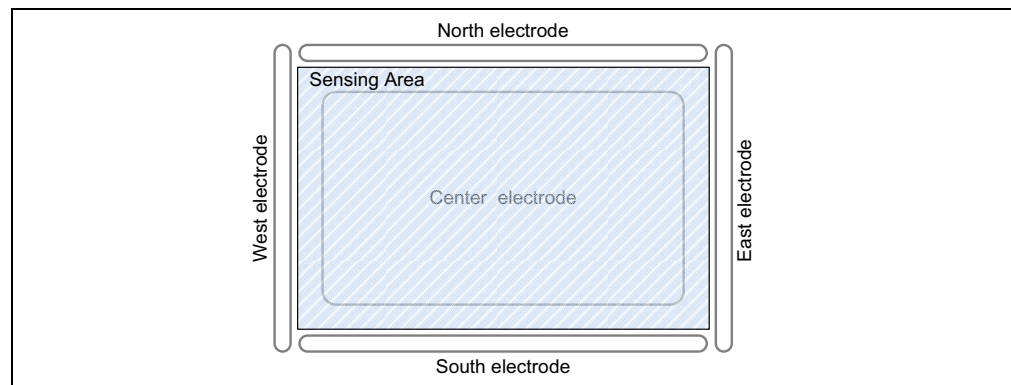 North electrode
Sensing Area
West electrode
Center electrode
East electrode
South electrode